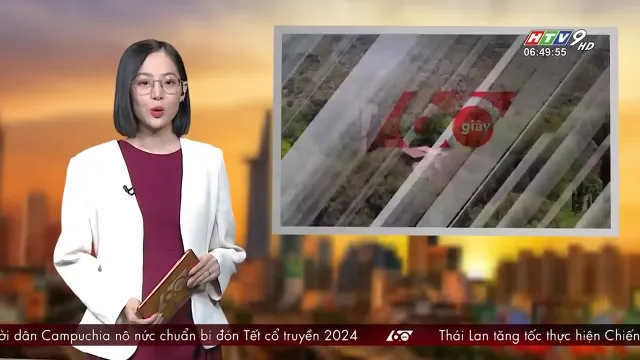 HTV9 HD
06:49:55
60 giây
ời dân Campuchia nô nức chuẩn bị đón Tết cổ truyền 2024 60 Thái Lan tăng tốc thực hiện Chiến